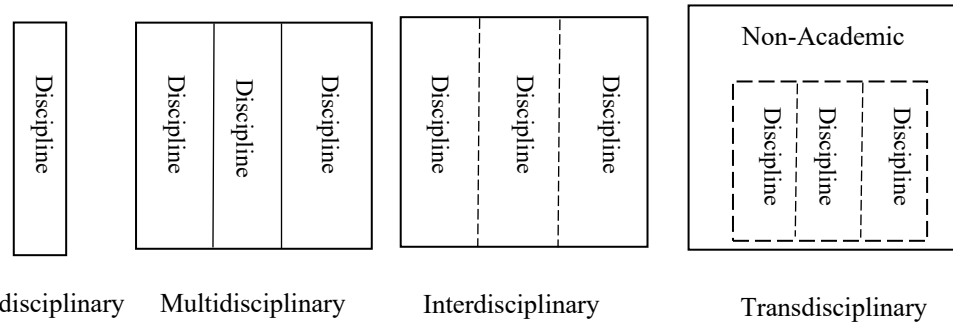 Discipline
Discipline
Discipline
Discipline
Discipline
Discipline
Discipline
Non-Academic
Discipline
Discipline
Discipline
disciplinary
Multidisciplinary
Interdisciplinary
Transdisciplinary